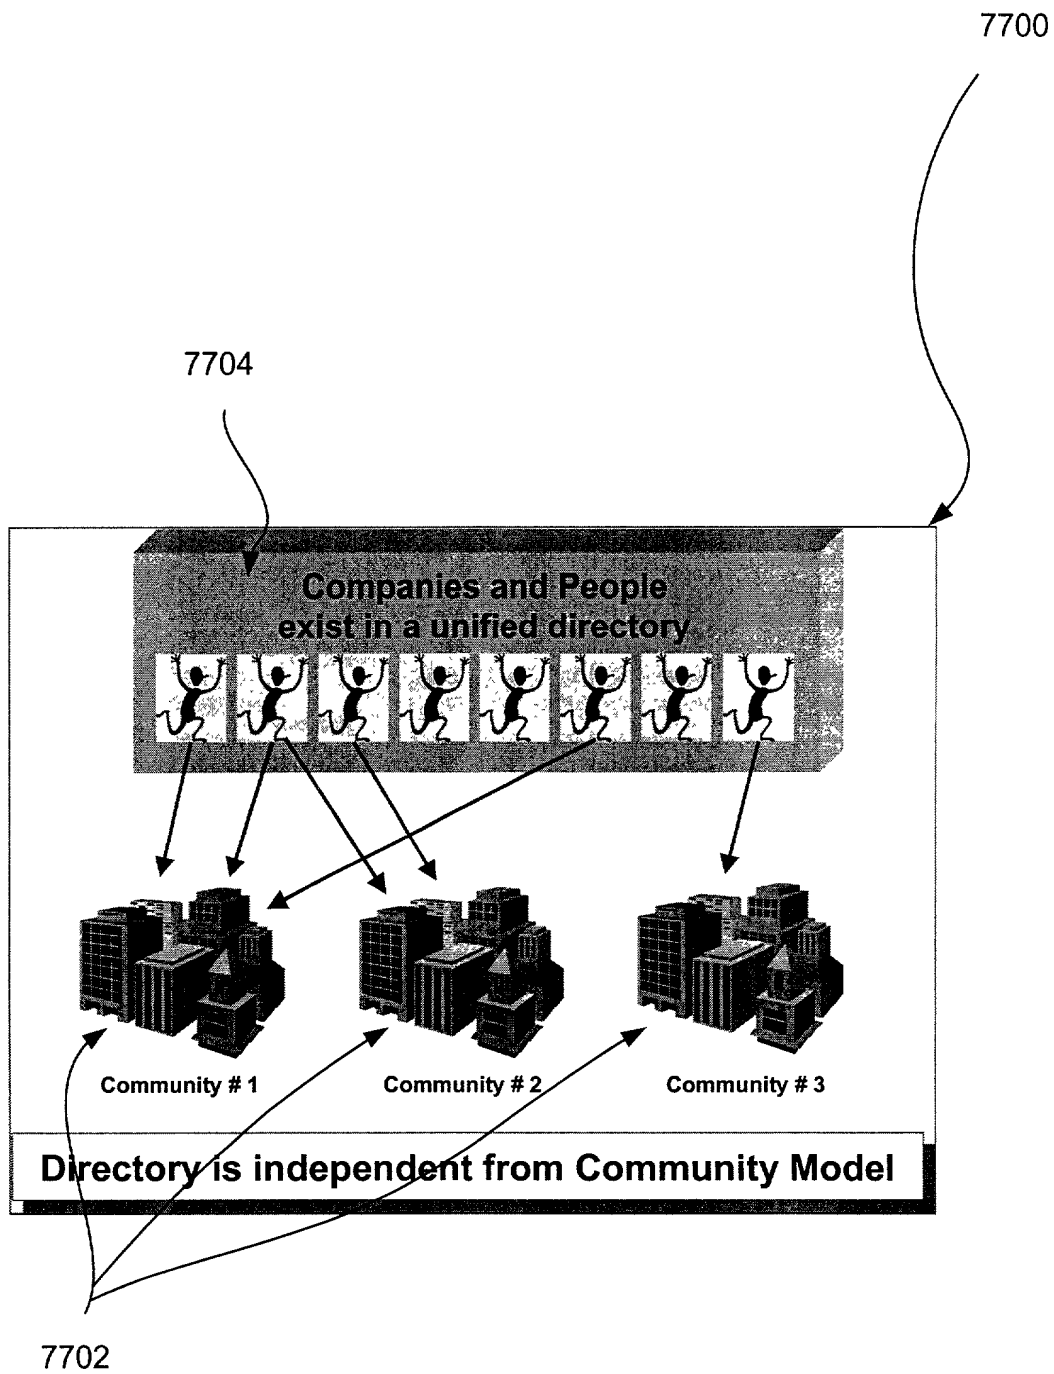 7700
7704
Companies and People
exist in a unified directory
Community # 1
Community # 2
Community # 3
Directory is independent from Community Model
7702